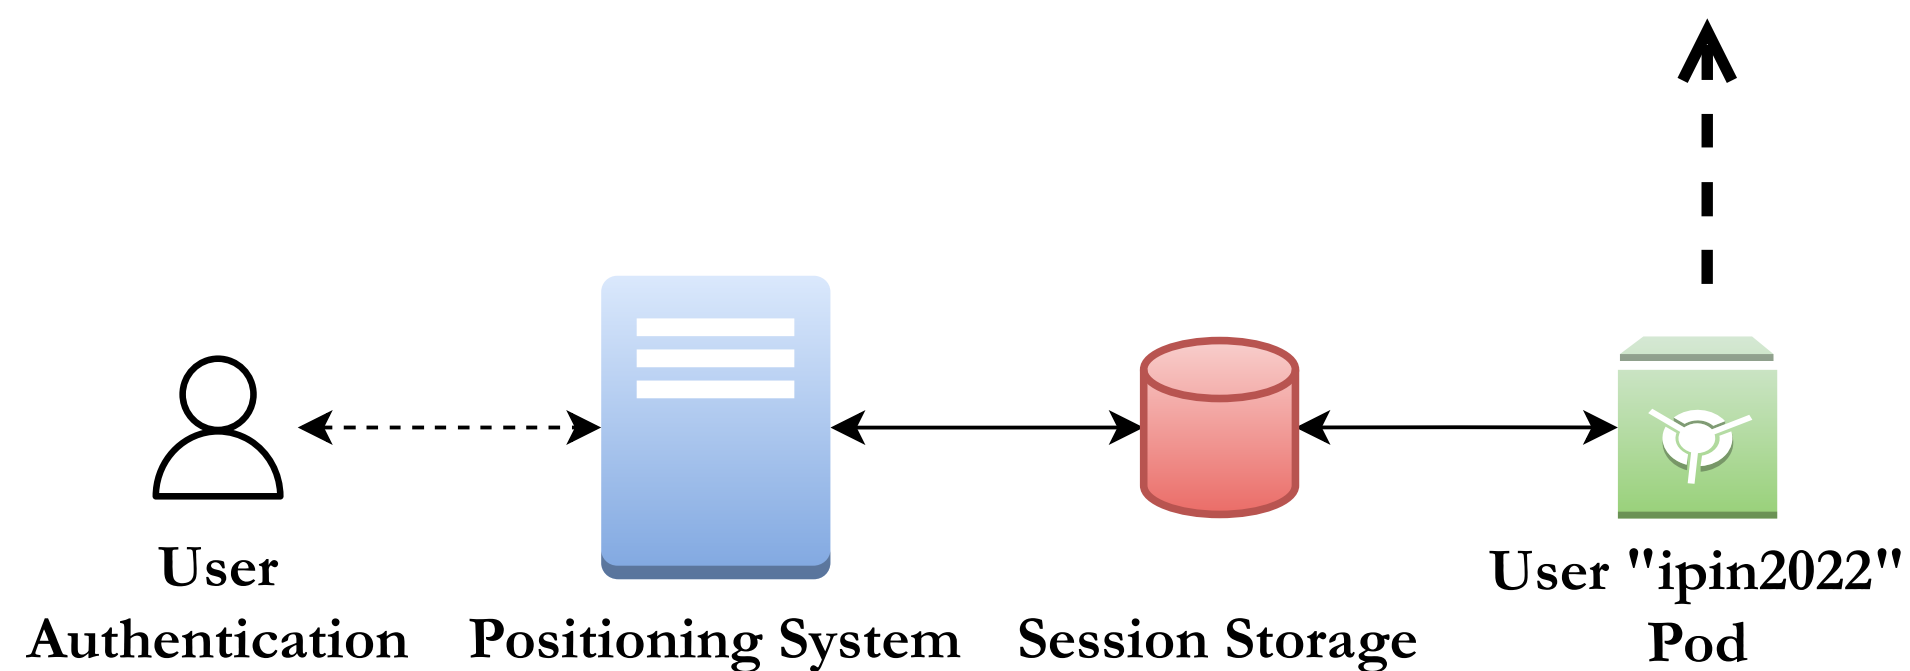 User
Authentication
Positioning System
Session Storage
User "ipin2022"
Pod